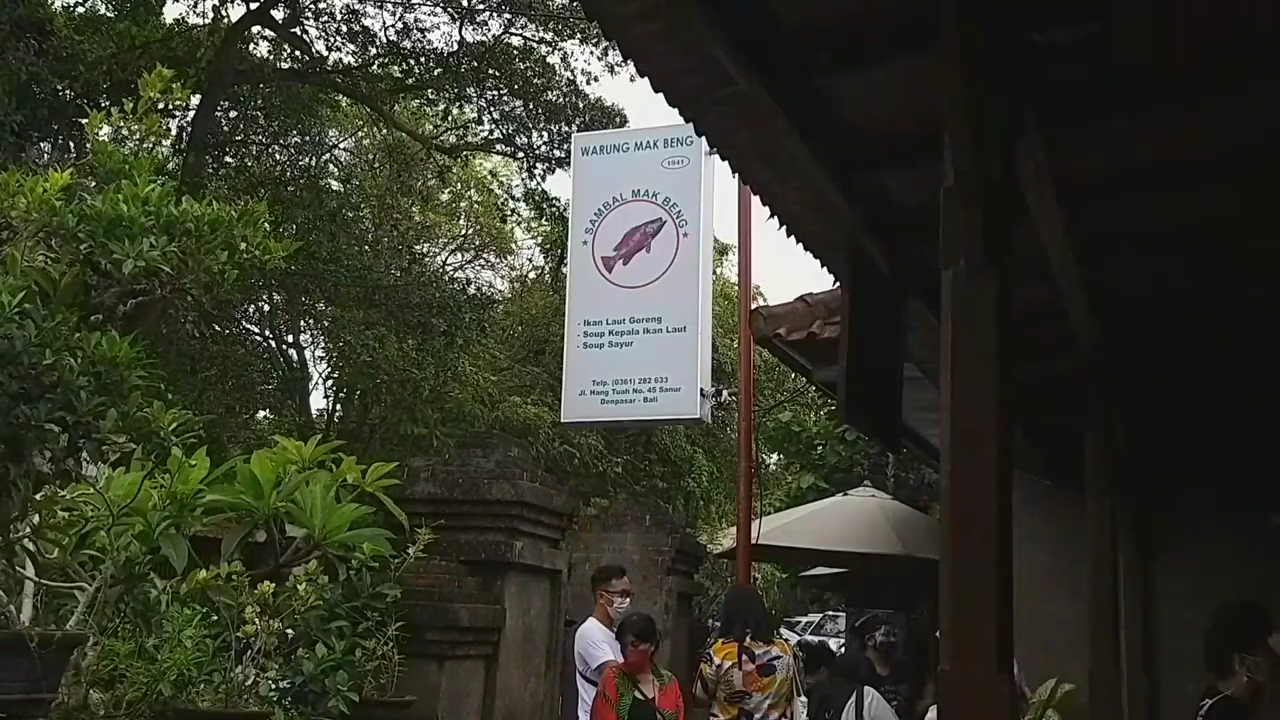 WARUNG MAK BENG
1941
SAMBAL MAK BENG
- Ikan Laut Goreng
- Soup Kepala Ikan Laut
- Soup Sayur
Telp. (0361) 282 633
Jl. Hang Tuah No. 45 Sanur
Denpasar - Bali